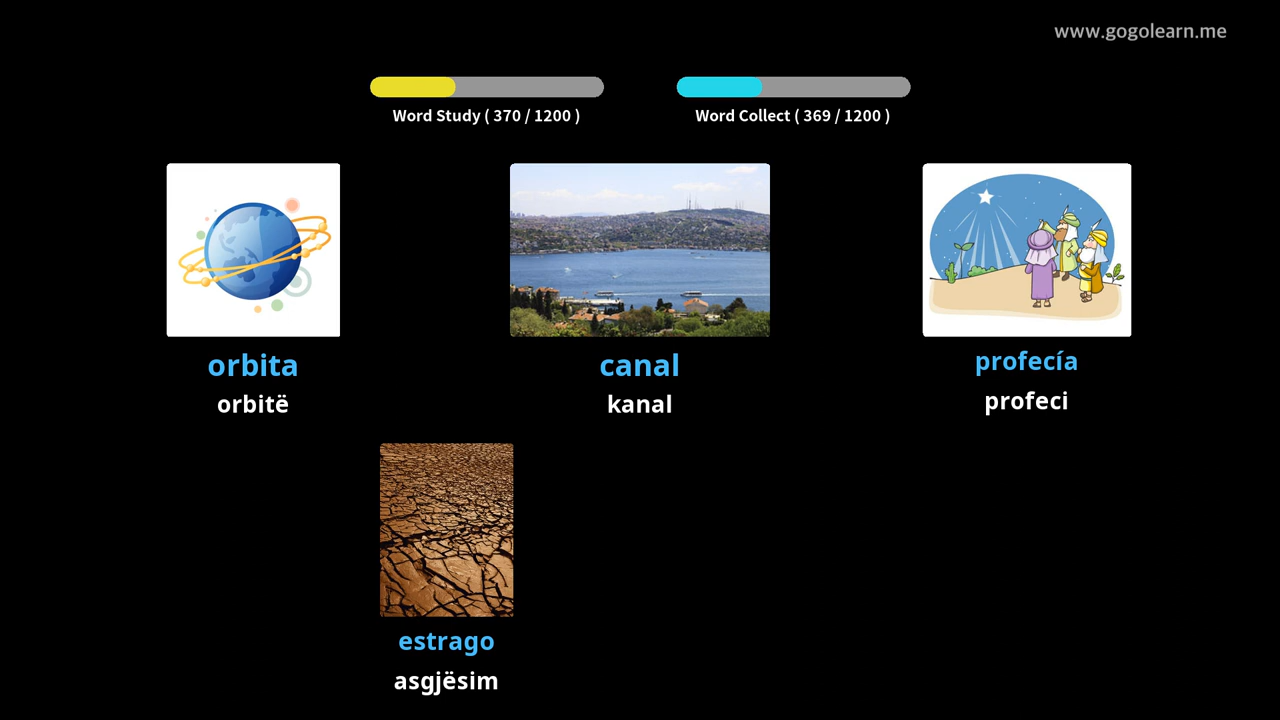 www.gogolearn.me
Word Study ( 370 / 1200 )
Word Collect ( 369 / 1200 )
orbita
orbitë
canal
kanal
profecía
profeci
estrago
asgjësim